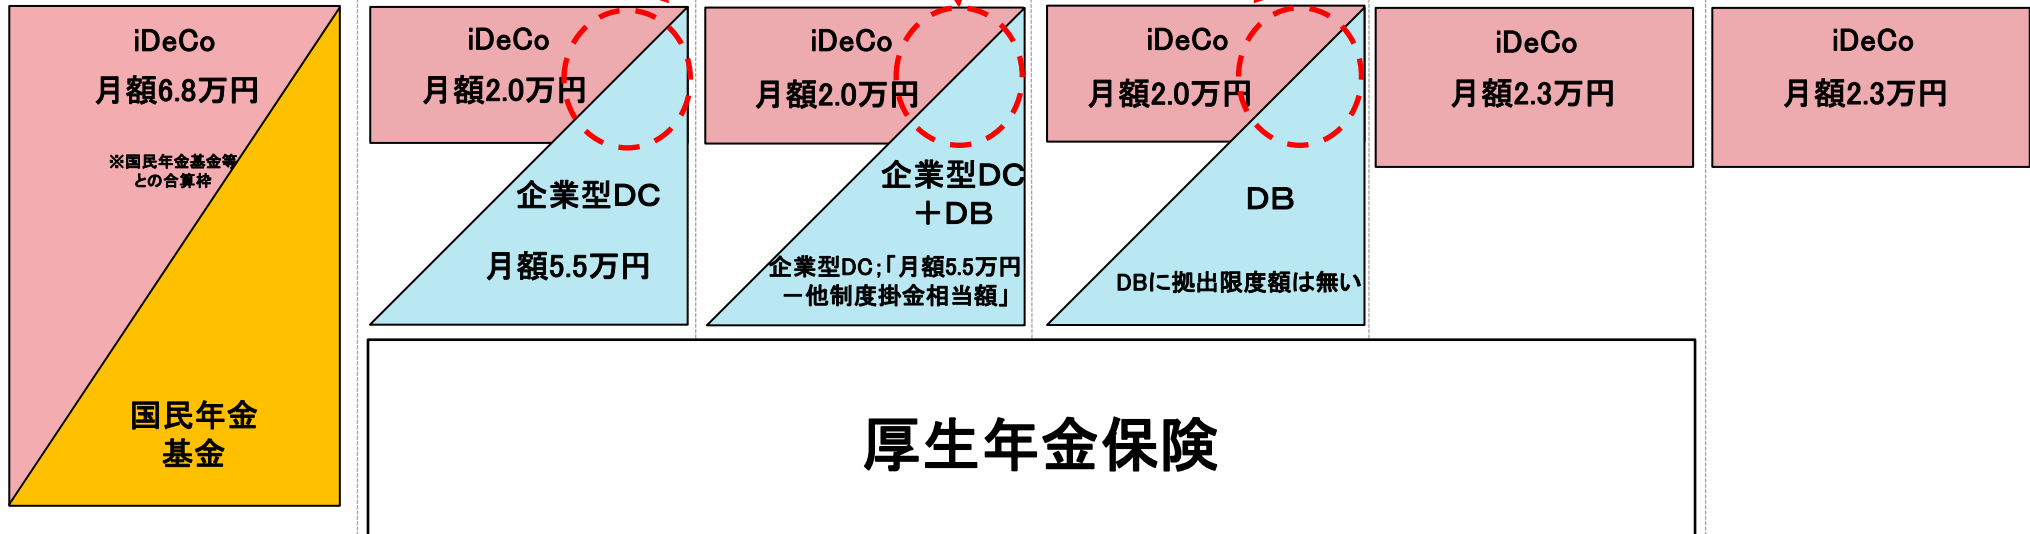 iDeCo
月額6.8万円
※国民年金基金等
との合算枠
国民年金
基金
iDeCo
月額2.0万円
企業型DC
月額5.5万円
iDeCo
月額2.0万円
企業型DC
＋DB
企業型DC;「月額5.5万円
－他制度掛金相当額」
iDeCo
月額2.0万円
DB
DBに拠出限度額は無い
iDeCo
月額2.3万円
iDeCo
月額2.3万円
厚生年金保険